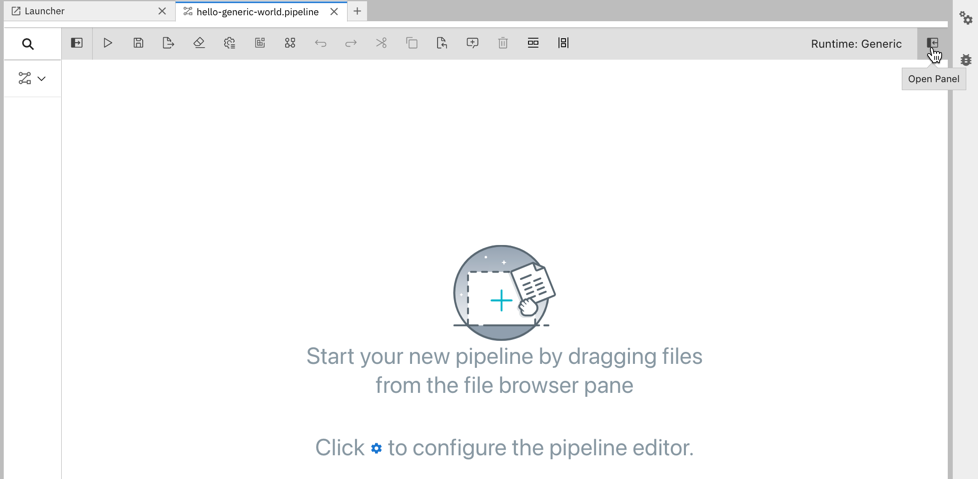 Launcher
hello-generic-world.pipeline
Runtime: Generic
Open Panel
Start your new pipeline by dragging files
from the file browser pane
Click to configure the pipeline editor.